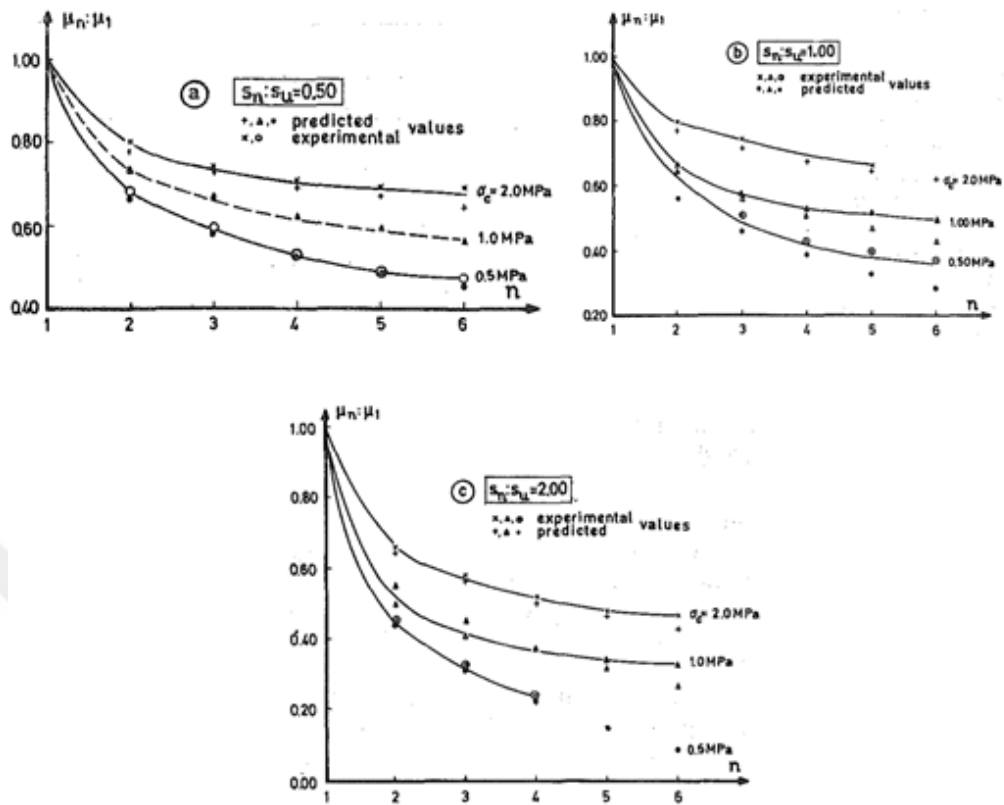 μn:μ1
1.00
0.80
0.60
0.40
1 2 3 4 5 6
n
a
sn:su=0,50
+,▲,• predicted
×,o experimental
values
σc=2.0MPa
1.0MPa
0.5MPa
μn:μ1
1.00
0.80
0.60
0.40
0.20
1 2 3 4 5 6
n
b
sn:su=1.00
×,▲,⊙ experimental
+,▲,• predicted
values
σc=2.0MPa
1.00MPa
0,50MPa
μn:μ1
1.00
0.80
0.60
0.40
0.20
0.00
1 2 3 4 5 6
n
c
sn:su=2,00
×,▲,⊙ experimental
+,▲,+ predicted
values
σc=2.0MPa
1.0MPa
0.5MPa